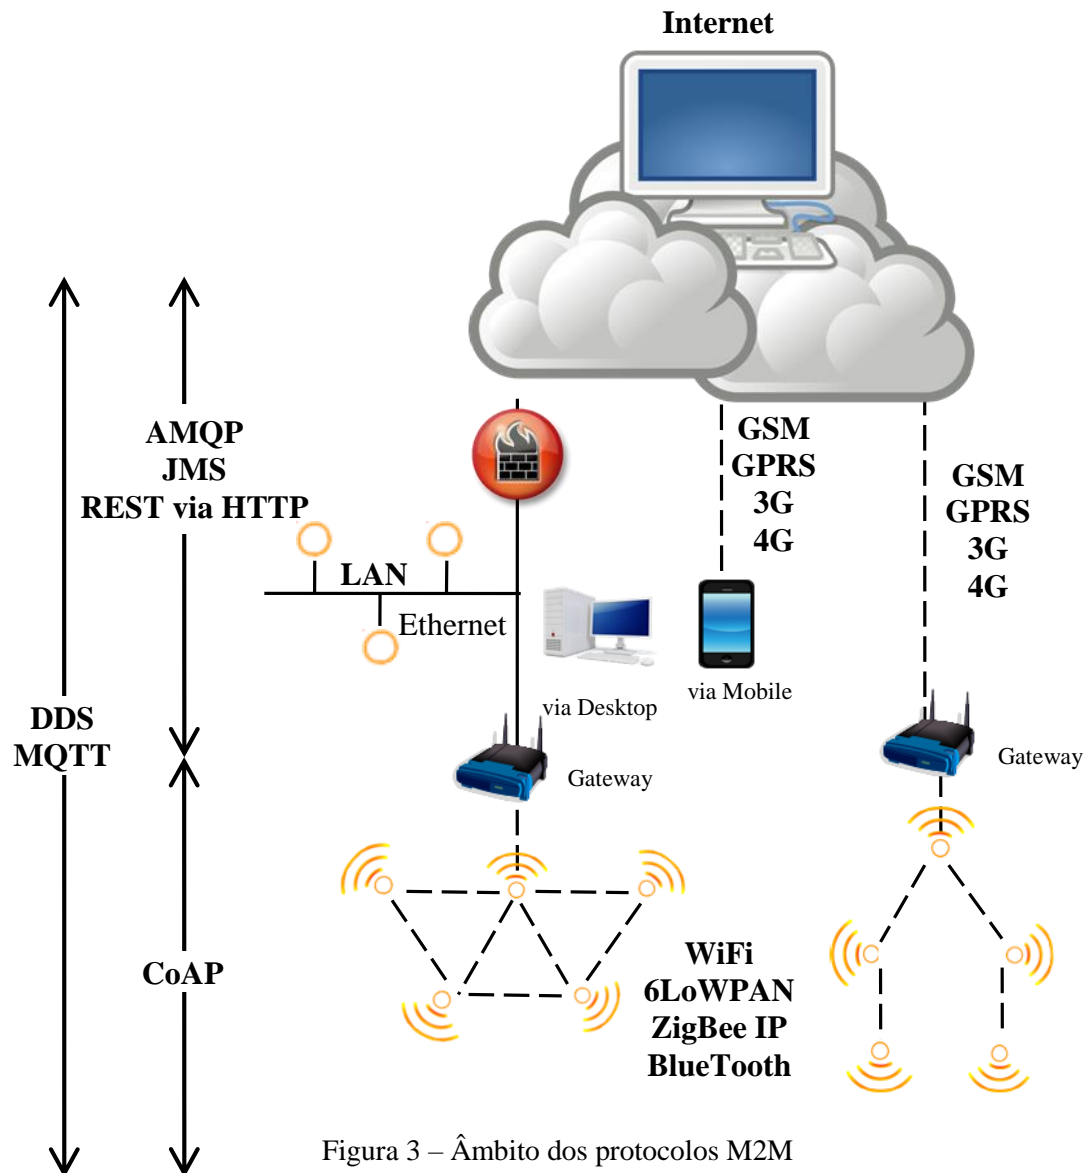 Internet
AMQP
JMS
REST via HTTP
GSM
GPRS
3G
4G
GSM
GPRS
3G
4G
LAN
Ethernet
via Desktop
via Mobile
DDS
MQTT
Gateway
Gateway
CoAP
WiFi
6LoWPAN
ZigBee IP
BlueTooth
Figura 3 – Âmbito dos protocolos M2M